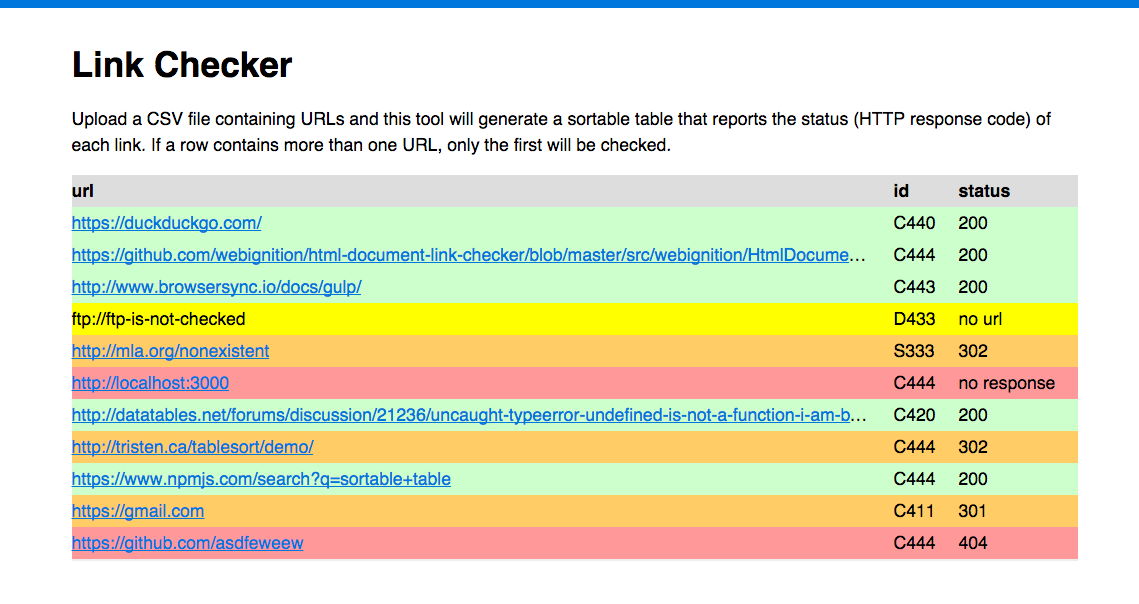 Link Checker
Upload a CSV file containing URLs and this tool will generate a sortable table that reports the status (HTTP response code) of
each link. If a row contains more than one URL, only the first will be checked.
url id status
https://duckduckgo.com/ C440 200
https://github.com/webignition/html-document-link-checker/blob/master/src/webignition/HtmlDocume… C444 200
http://www.browsersync.io/docs/gulp/ C443 200
ftp://ftp-is-not-checked D433 no url
http://mla.org/nonexistent S333 302
http://localhost:3000 C444 no response
http://datatables.net/forums/discussion/21236/uncaught-typeerror-undefined-is-not-a-function-i-am-b… C420 200
http://tristen.ca/tablesort/demo/ C444 302
https://www.npmjs.com/search?q=sortable+table C444 200
https://gmail.com C411 301
https://github.com/asdfeweew C444 404